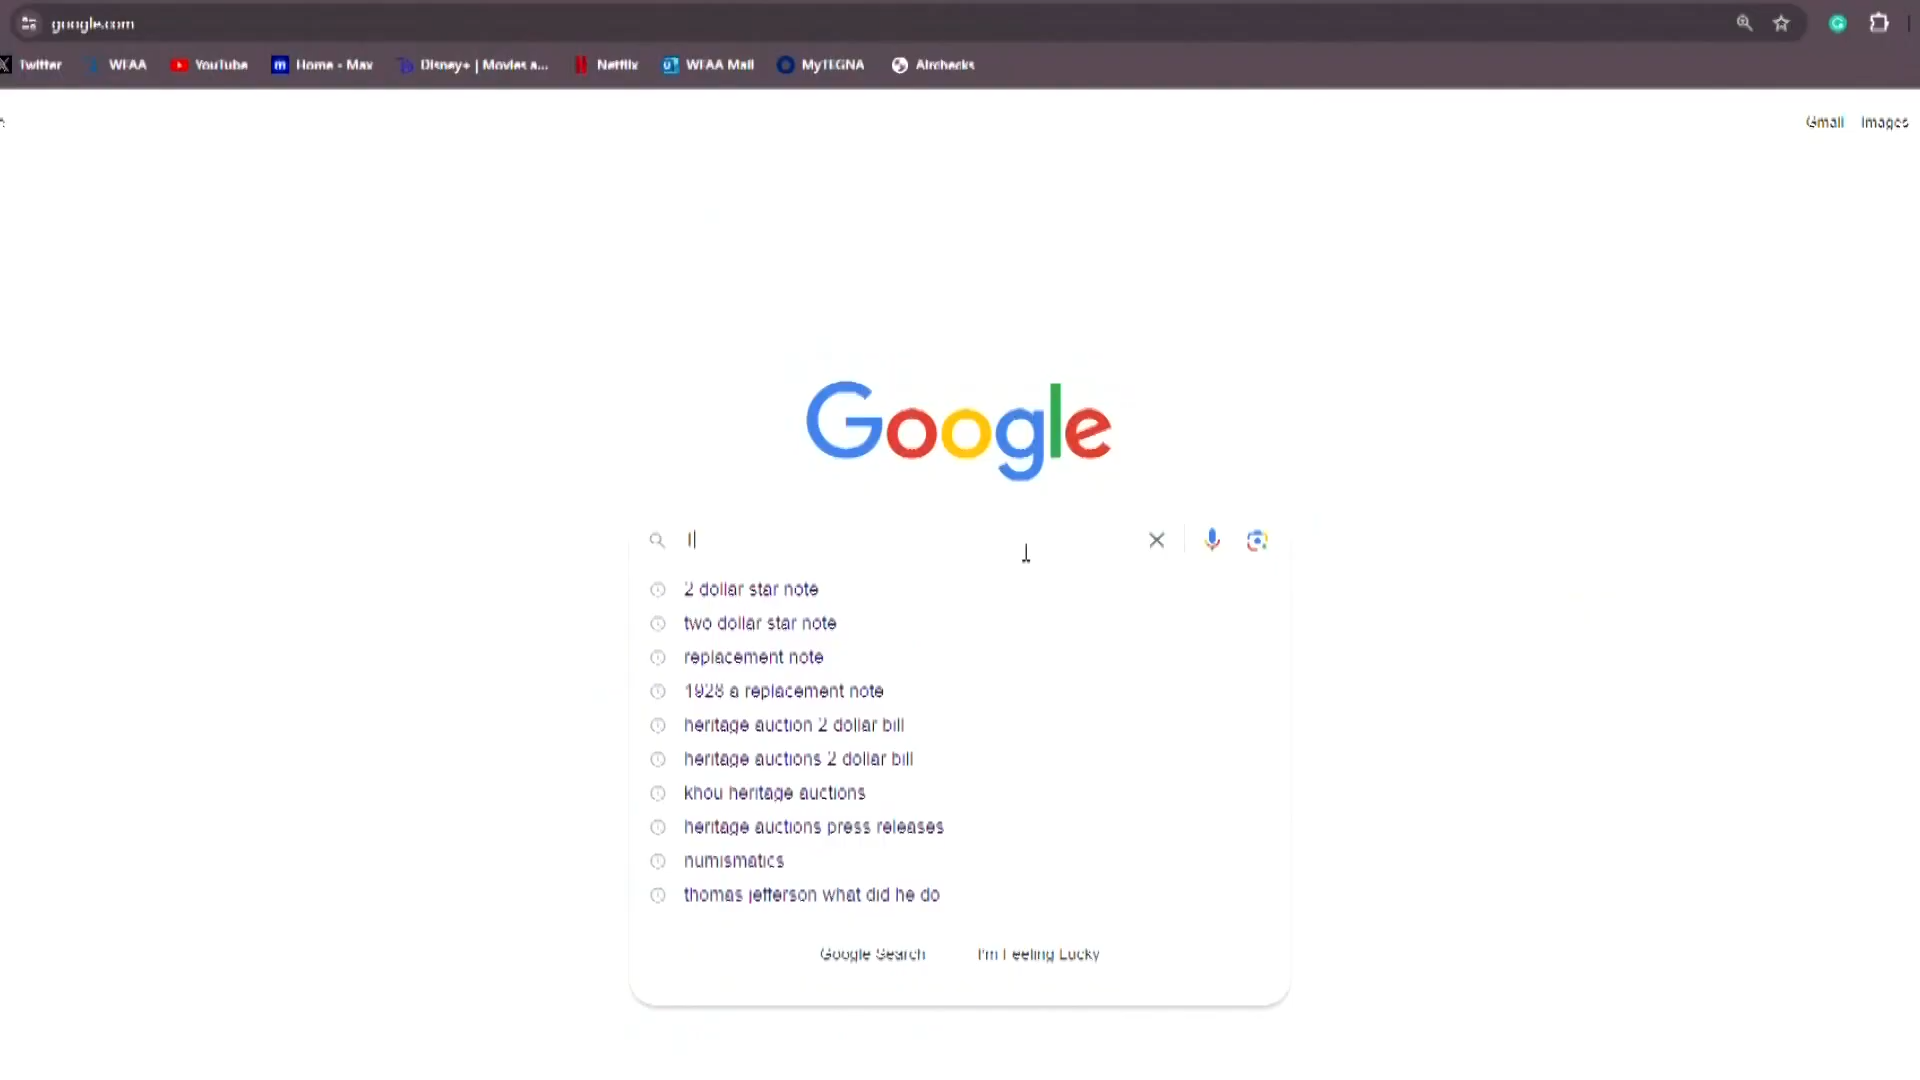 google.com
Twitter WFAA YouTube Home - Max Disney+ | Movies a... Netflix WFAA Mail MyTEGNA Airchecks
Gmail Images
Google
2 dollar star note
two dollar star note
replacement note
1928 a replacement note
heritage auction 2 dollar bill
heritage auctions 2 dollar bill
khou heritage auctions
heritage auctions press releases
numismatics
thomas jefferson what did he do
Google Search I'm Feeling Lucky